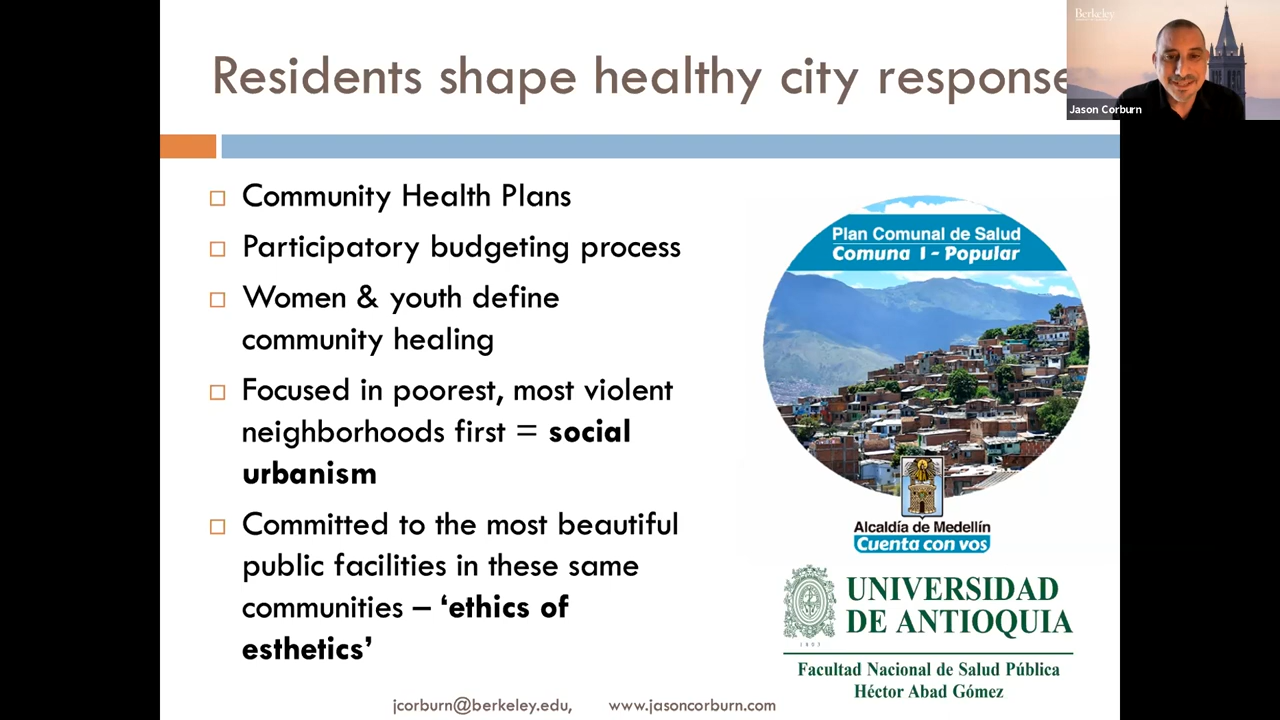 Residents shape healthy city response
Berkeley
Jason Corburn
Community Health Plans
Participatory budgeting process
Women & youth define
community healing
Focused in poorest, most violent
neighborhoods first = social
urbanism
Committed to the most beautiful
public facilities in these same
communities – ‘ethics of
esthetics’
Plan Comunal de Salud
Comuna 1 - Popular
Alcaldía de Medellín
Cuenta con vos
UNIVERSIDAD
DE ANTIOQUIA
1803
Facultad Nacional de Salud Pública
Héctor Abad Gómez
jcorburn@berkeley.edu, www.jasoncorburn.com